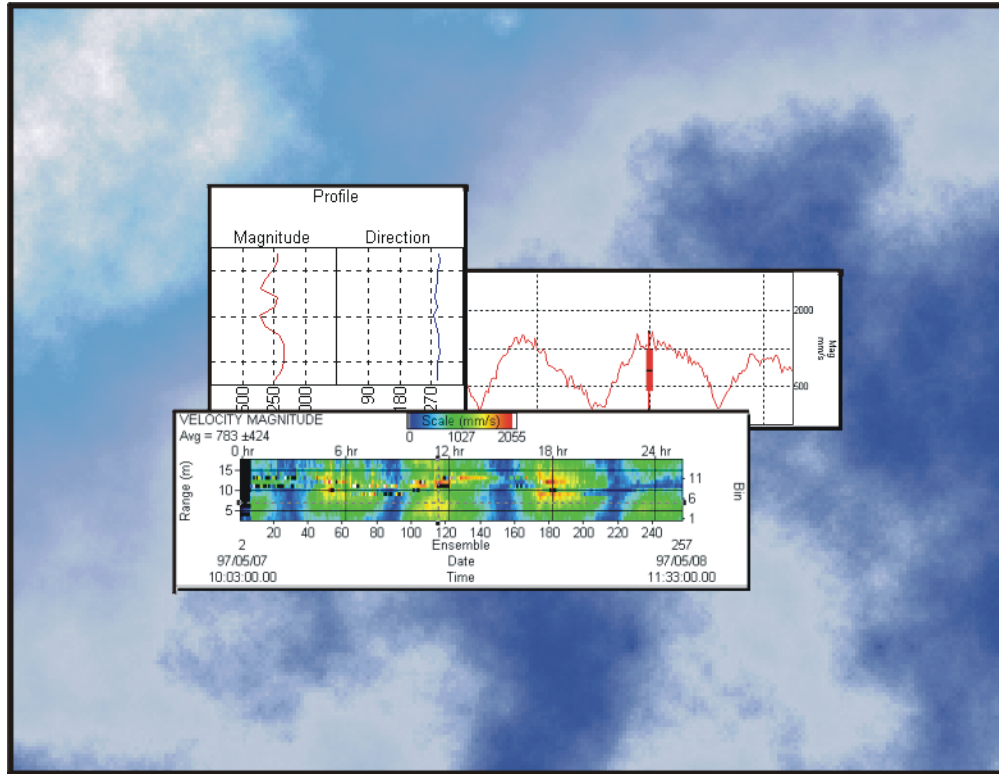 Profile
Magnitude Direction
500 250 000 90 180 270
2000
500
Mag
mm/s
VELOCITY MAGNITUDE
Scale (mm/s)
Avg = 783 ±424
0 1027 2055
0 hr 6 hr 12 hr 18 hr 24 hr
Range (m)
15
10
5
11
6
1
Bin
20 40 60 80 100 120 140 160 180 200 220 240
2 Ensemble 257
97/05/07 Date 97/05/08
10:03:00.00 Time 11:33:00.00